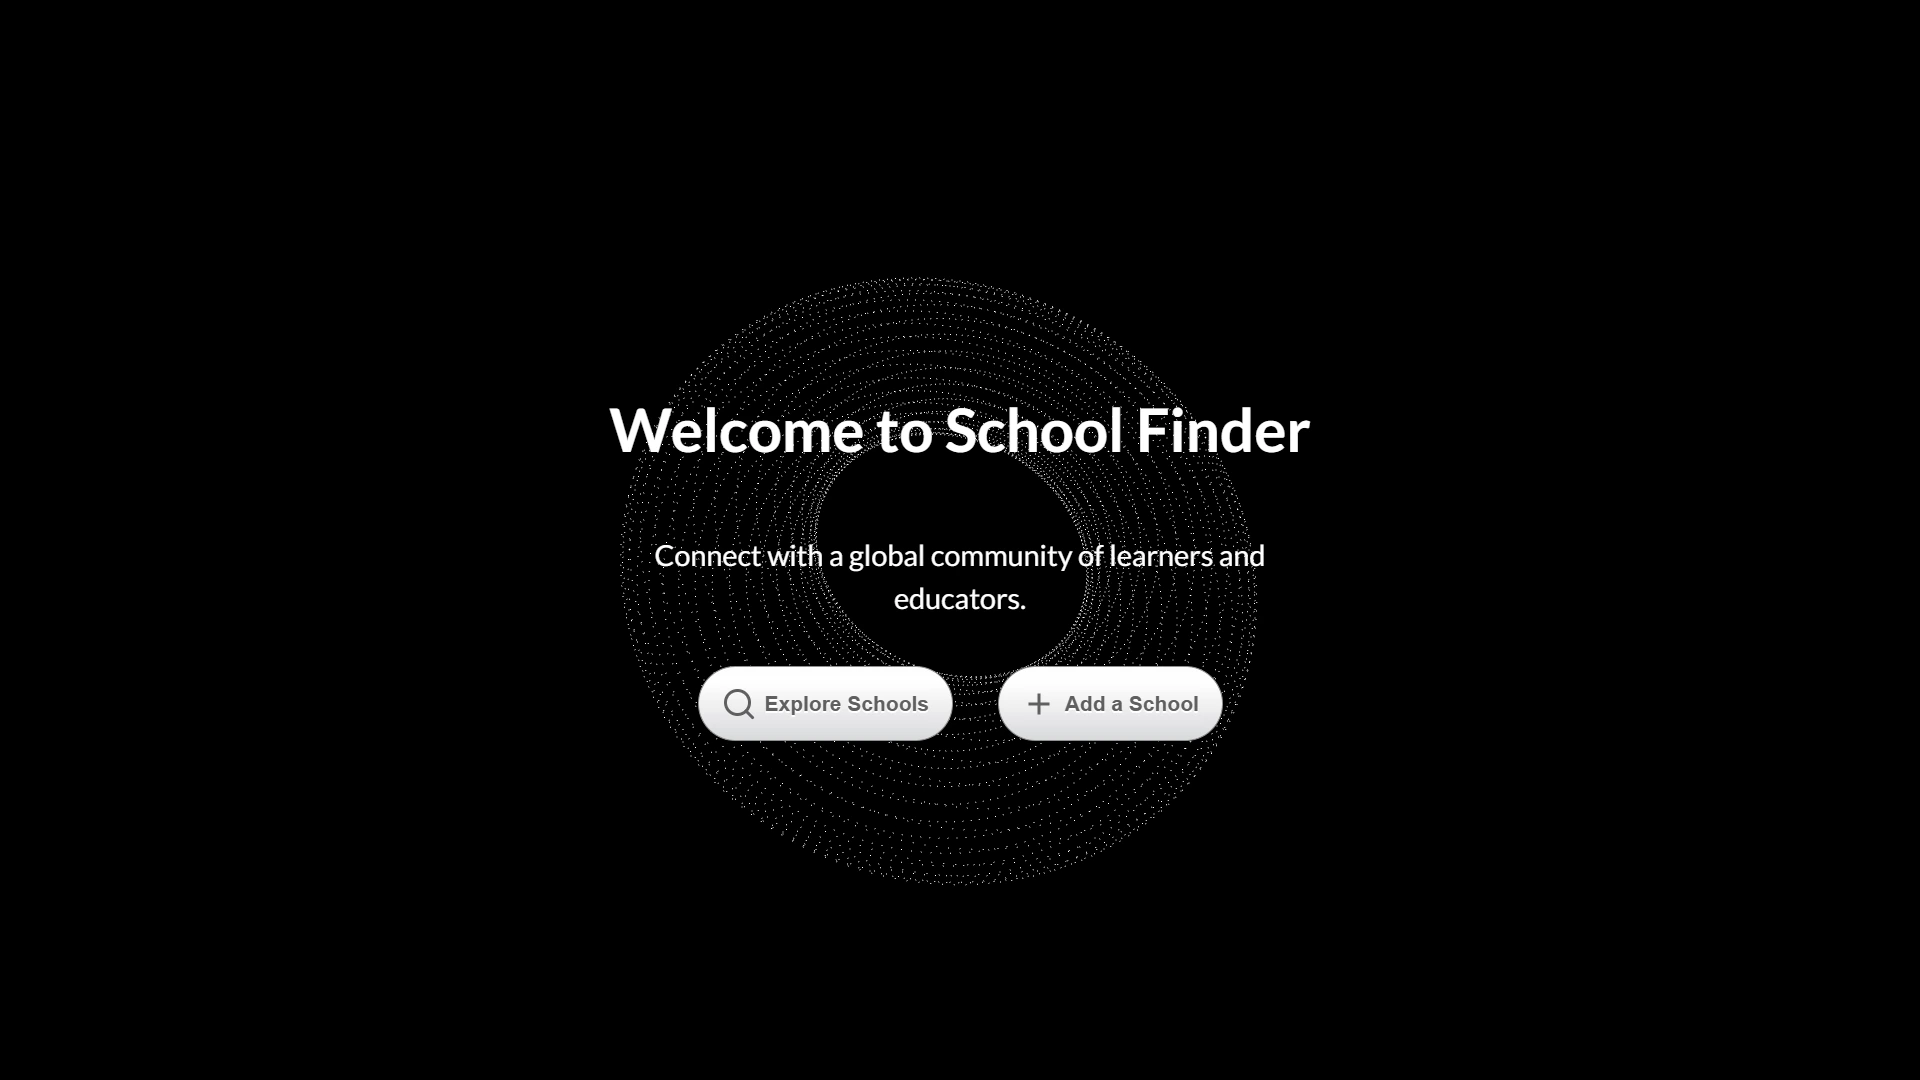 Welcome to School Finder
Connect with a global community of learners and
educators.
Explore Schools
Add a School